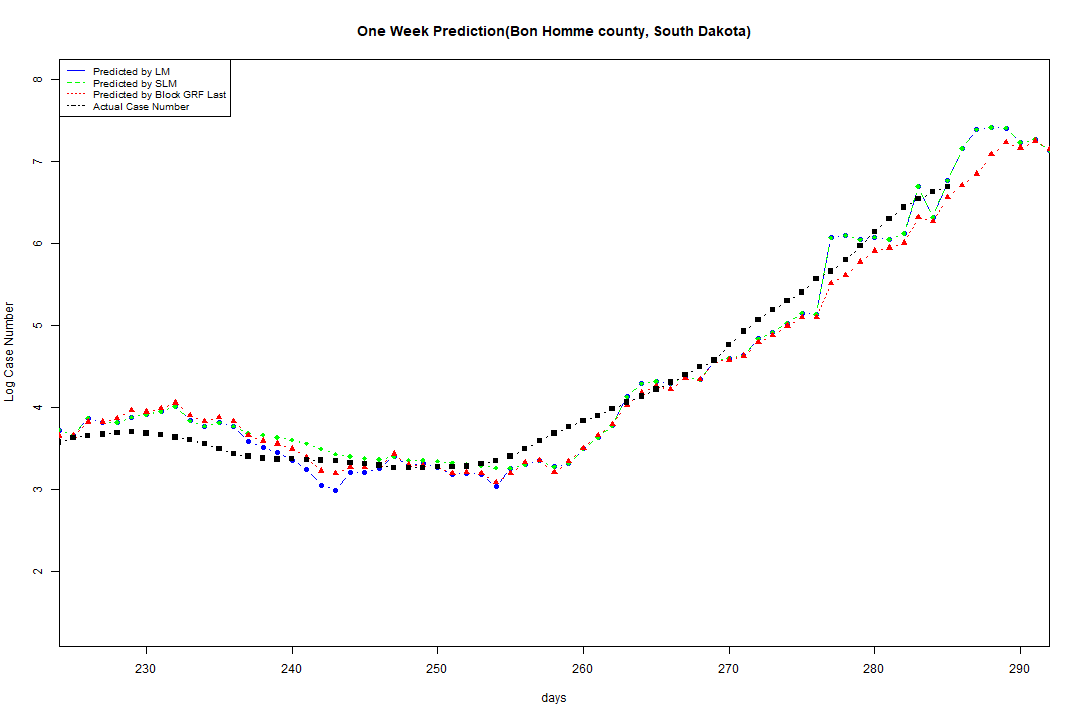 One Week Prediction(Bon Homme county, South Dakota)
Predicted by LM
Predicted by SLM
Predicted by Block GRF Last
Actual Case Number
8
7
6
5
4
3
2
Log Case Number
230 240 250 260 270 280 290
days